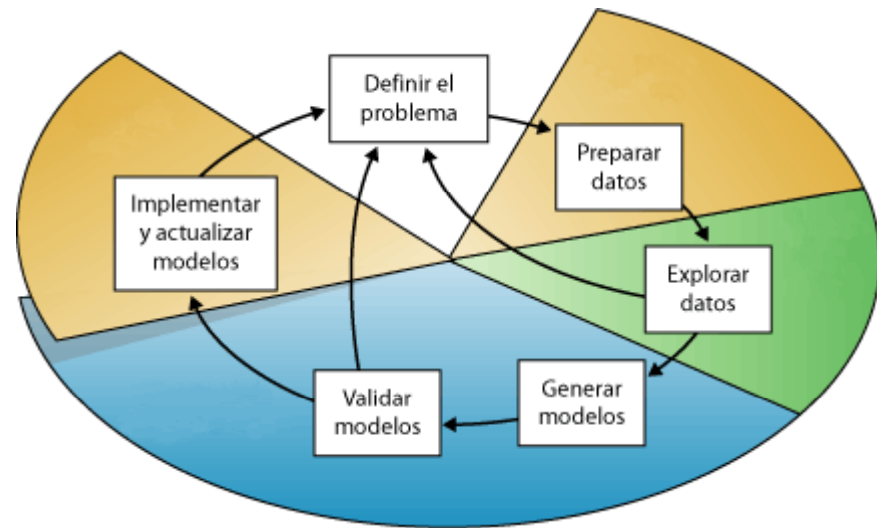 Definir el
problema
Preparar
datos
Explorar
datos
Generar
modelos
Validar
modelos
Implementar
y actualizar
modelos